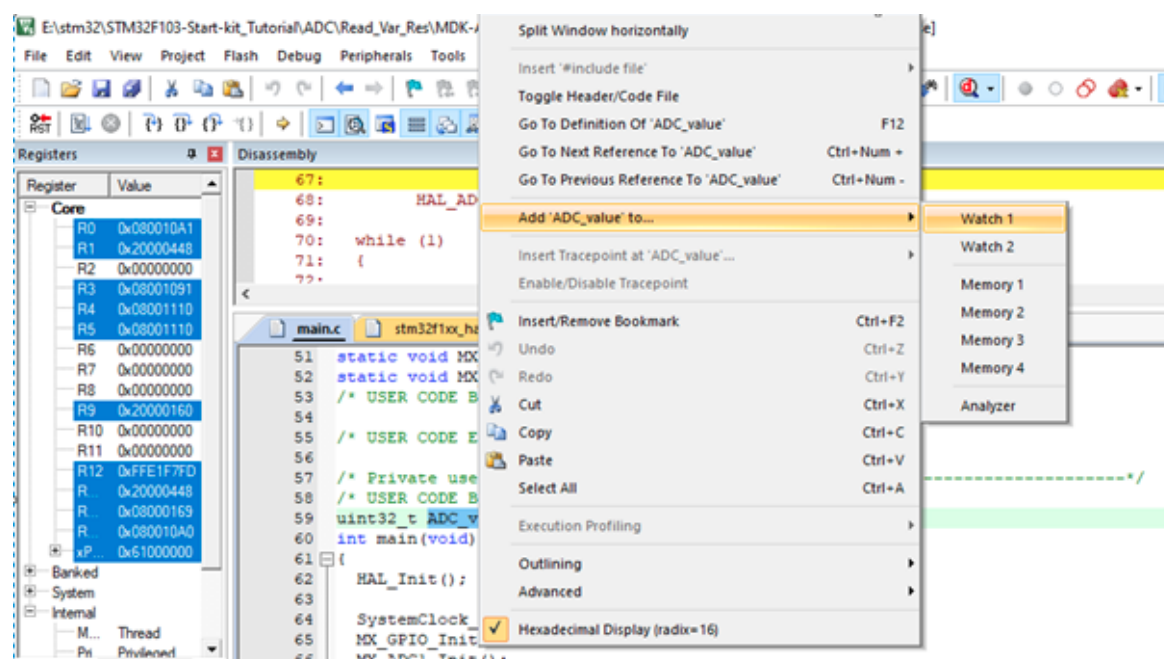 E:\stm32\STM32F103-Start-kit_Tutorial\ADC\Read_Var_Res\MDK-
File Edit View Project Flash Debug Peripherals Tools
Registers
Register Value
Core
R0 0x080010A1
R1 0x20000448
R2 0x00000000
R3 0x08001091
R4 0x08001110
R5 0x08001110
R6 0x00000000
R7 0x00000000
R8 0x00000000
R9 0x20000160
R10 0x00000000
R11 0x00000000
R12 0xFFE1F7FD
R... 0x20000448
R... 0x08000169
R... 0x080010A0
xP... 0x61000000
Banked
System
Internal
M... Thread
Pri Privileged
Disassembly
67:
68: HAL_AD
69:
70: while (1)
71: {
72:
main.c stm32f1xx_ha
51 static void MX
52 static void MX
53 /* USER CODE B
54
55 /* USER CODE E
56
57 /* Private use ----------------------*/
58 /* USER CODE B
59 uint32_t ADC_v
60 int main(void)
61 {
62 HAL_Init();
63
64 SystemClock_
65 MX_GPIO_Init
66 MX_ADC1_Init();
Split Window horizontally
Insert '#include file'
Toggle Header/Code File
Go To Definition Of 'ADC_value' F12
Go To Next Reference To 'ADC_value' Ctrl+Num +
Go To Previous Reference To 'ADC_value' Ctrl+Num -
Add 'ADC_value' to...
Insert Tracepoint at 'ADC_value'...
Enable/Disable Tracepoint
Insert/Remove Bookmark Ctrl+F2
Undo Ctrl+Z
Redo Ctrl+Y
Cut Ctrl+X
Copy Ctrl+C
Paste Ctrl+V
Select All Ctrl+A
Execution Profiling
Outlining
Advanced
Hexadecimal Display (radix=16)
Watch 1
Watch 2
Memory 1
Memory 2
Memory 3
Memory 4
Analyzer